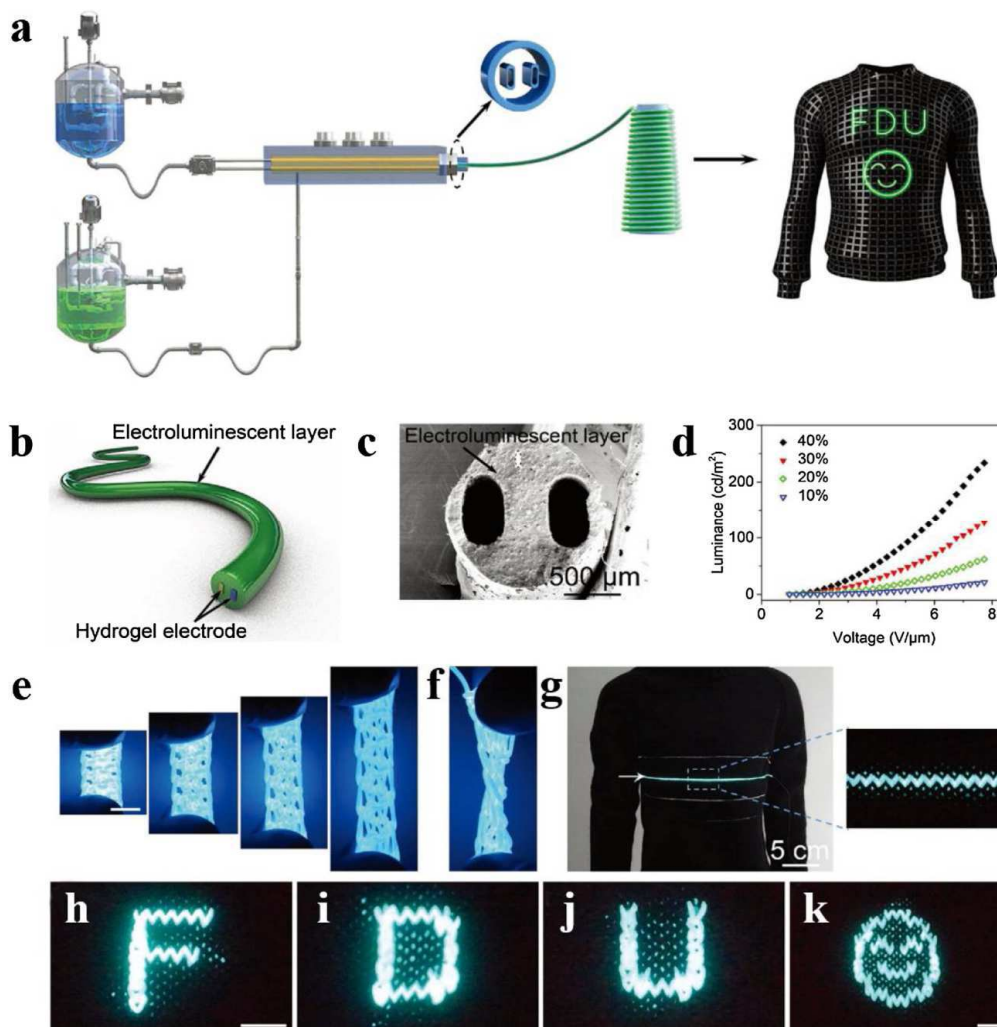 a
FDU
b
Electroluminescent layer
Hydrogel electrode
c
Electroluminescent layer
500 μm
d
300
200
100
0
Luminance (cd/m²)
40%
30%
20%
10%
0 2 4 6 8
Voltage (V/μm)
e
f
g
5 cm
h
F
i
D
j
U
k